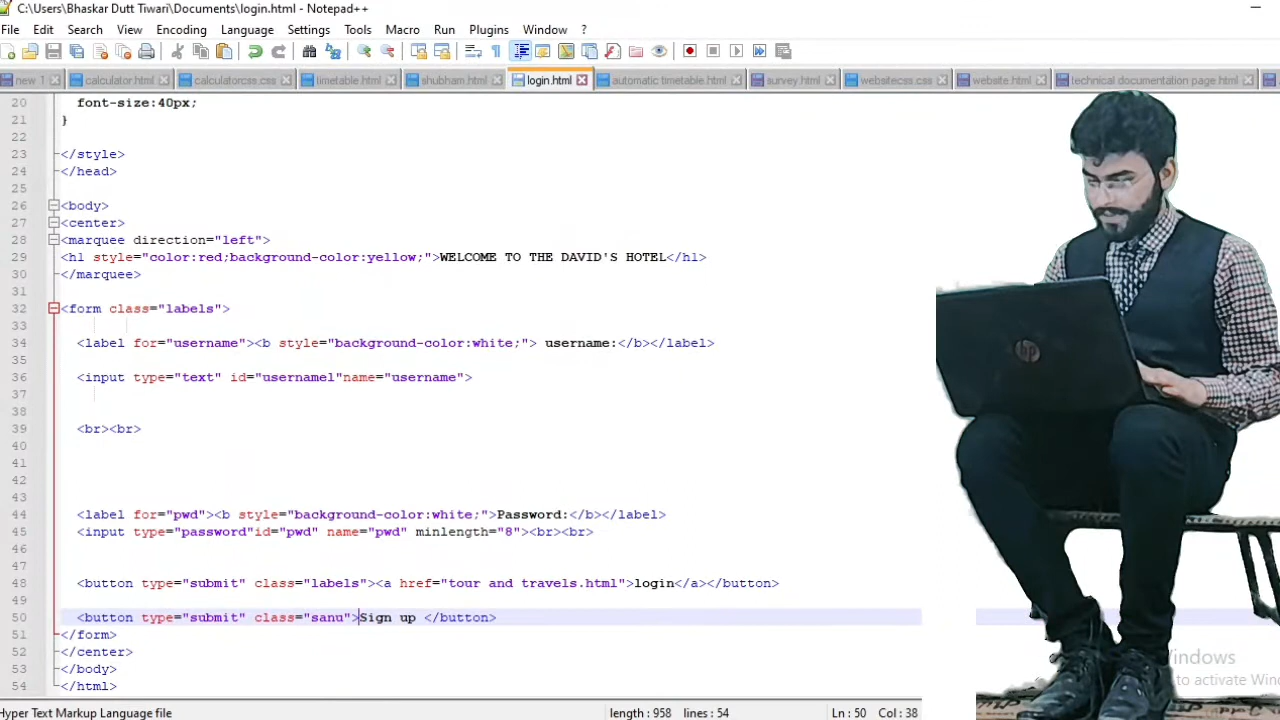 C:\Users\Bhaskar Dutt Tiwari\Documents\login.html - Notepad++
File Edit Search View Encoding Language Settings Tools Macro Run Plugins Window ?
new 1 calculator.html calculatorcss.css timetable.html shubham.html login.html automatic timetable.html survey.html websitecss.css website.html technical documentation page.html
20 font-size:40px;
21 }
22
23 </style>
24 </head>
25
26 <body>
27 <center>
28 <marquee direction="left">
29 <h1 style="color:red;background-color:yellow;">WELCOME TO THE DAVID'S HOTEL</h1>
30 </marquee>
31
32 <form class="labels">
33
34 <label for="username"><b style="background-color:white;"> username:</b></label>
35
36 <input type="text" id="usernamel"name="username">
37
38
39 <br><br>
40
41
42
43
44 <label for="pwd"><b style="background-color:white;">Password:</b></label>
45 <input type="password"id="pwd" name="pwd" minlength="8"><br><br>
46
47
48 <button type="submit" class="labels"><a href="tour and travels.html">login</a></button>
49
50 <button type="submit" class="sanu">Sign up </button>
51 </form>
52 </center>
53 </body>
54 </html>
hp
Windows
to activate Win
Hyper Text Markup Language file length : 958 lines : 54 Ln : 50 Col : 38